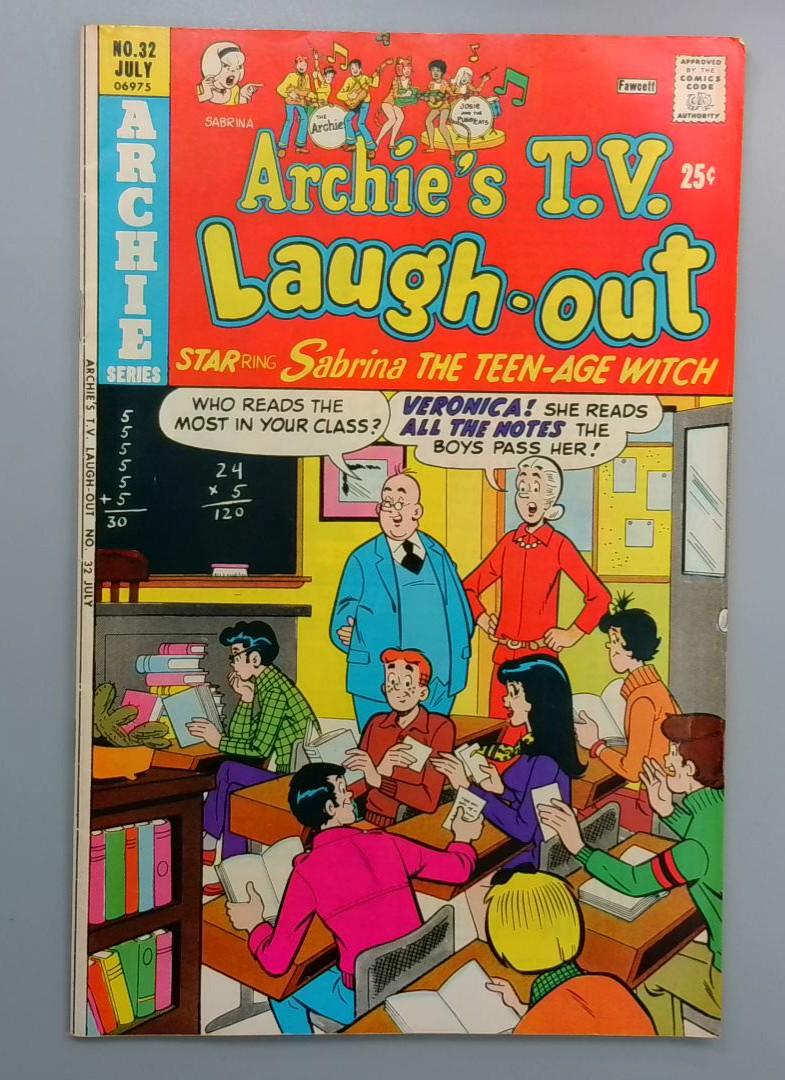 NO.32
JULY
06975
ARCHIE
SERIES
SABRINA
THE
Archies
JOSIE
AND THE
PUSSYCATS
Fawcett
APPROVED
BY THE
COMICS
CODE
AUTHORITY
Archie's T.V.
25¢
Laugh-out
STARRING Sabrina THE TEEN-AGE WITCH
ARCHIE'S T.V. LAUGH-OUT NO. 32 JULY
WHO READS THE
MOST IN YOUR CLASS?
VERONICA! SHE READS
ALL THE NOTES THE
BOYS PASS HER!
5
5
5
5
5
+ 5
30
24
× 5
120